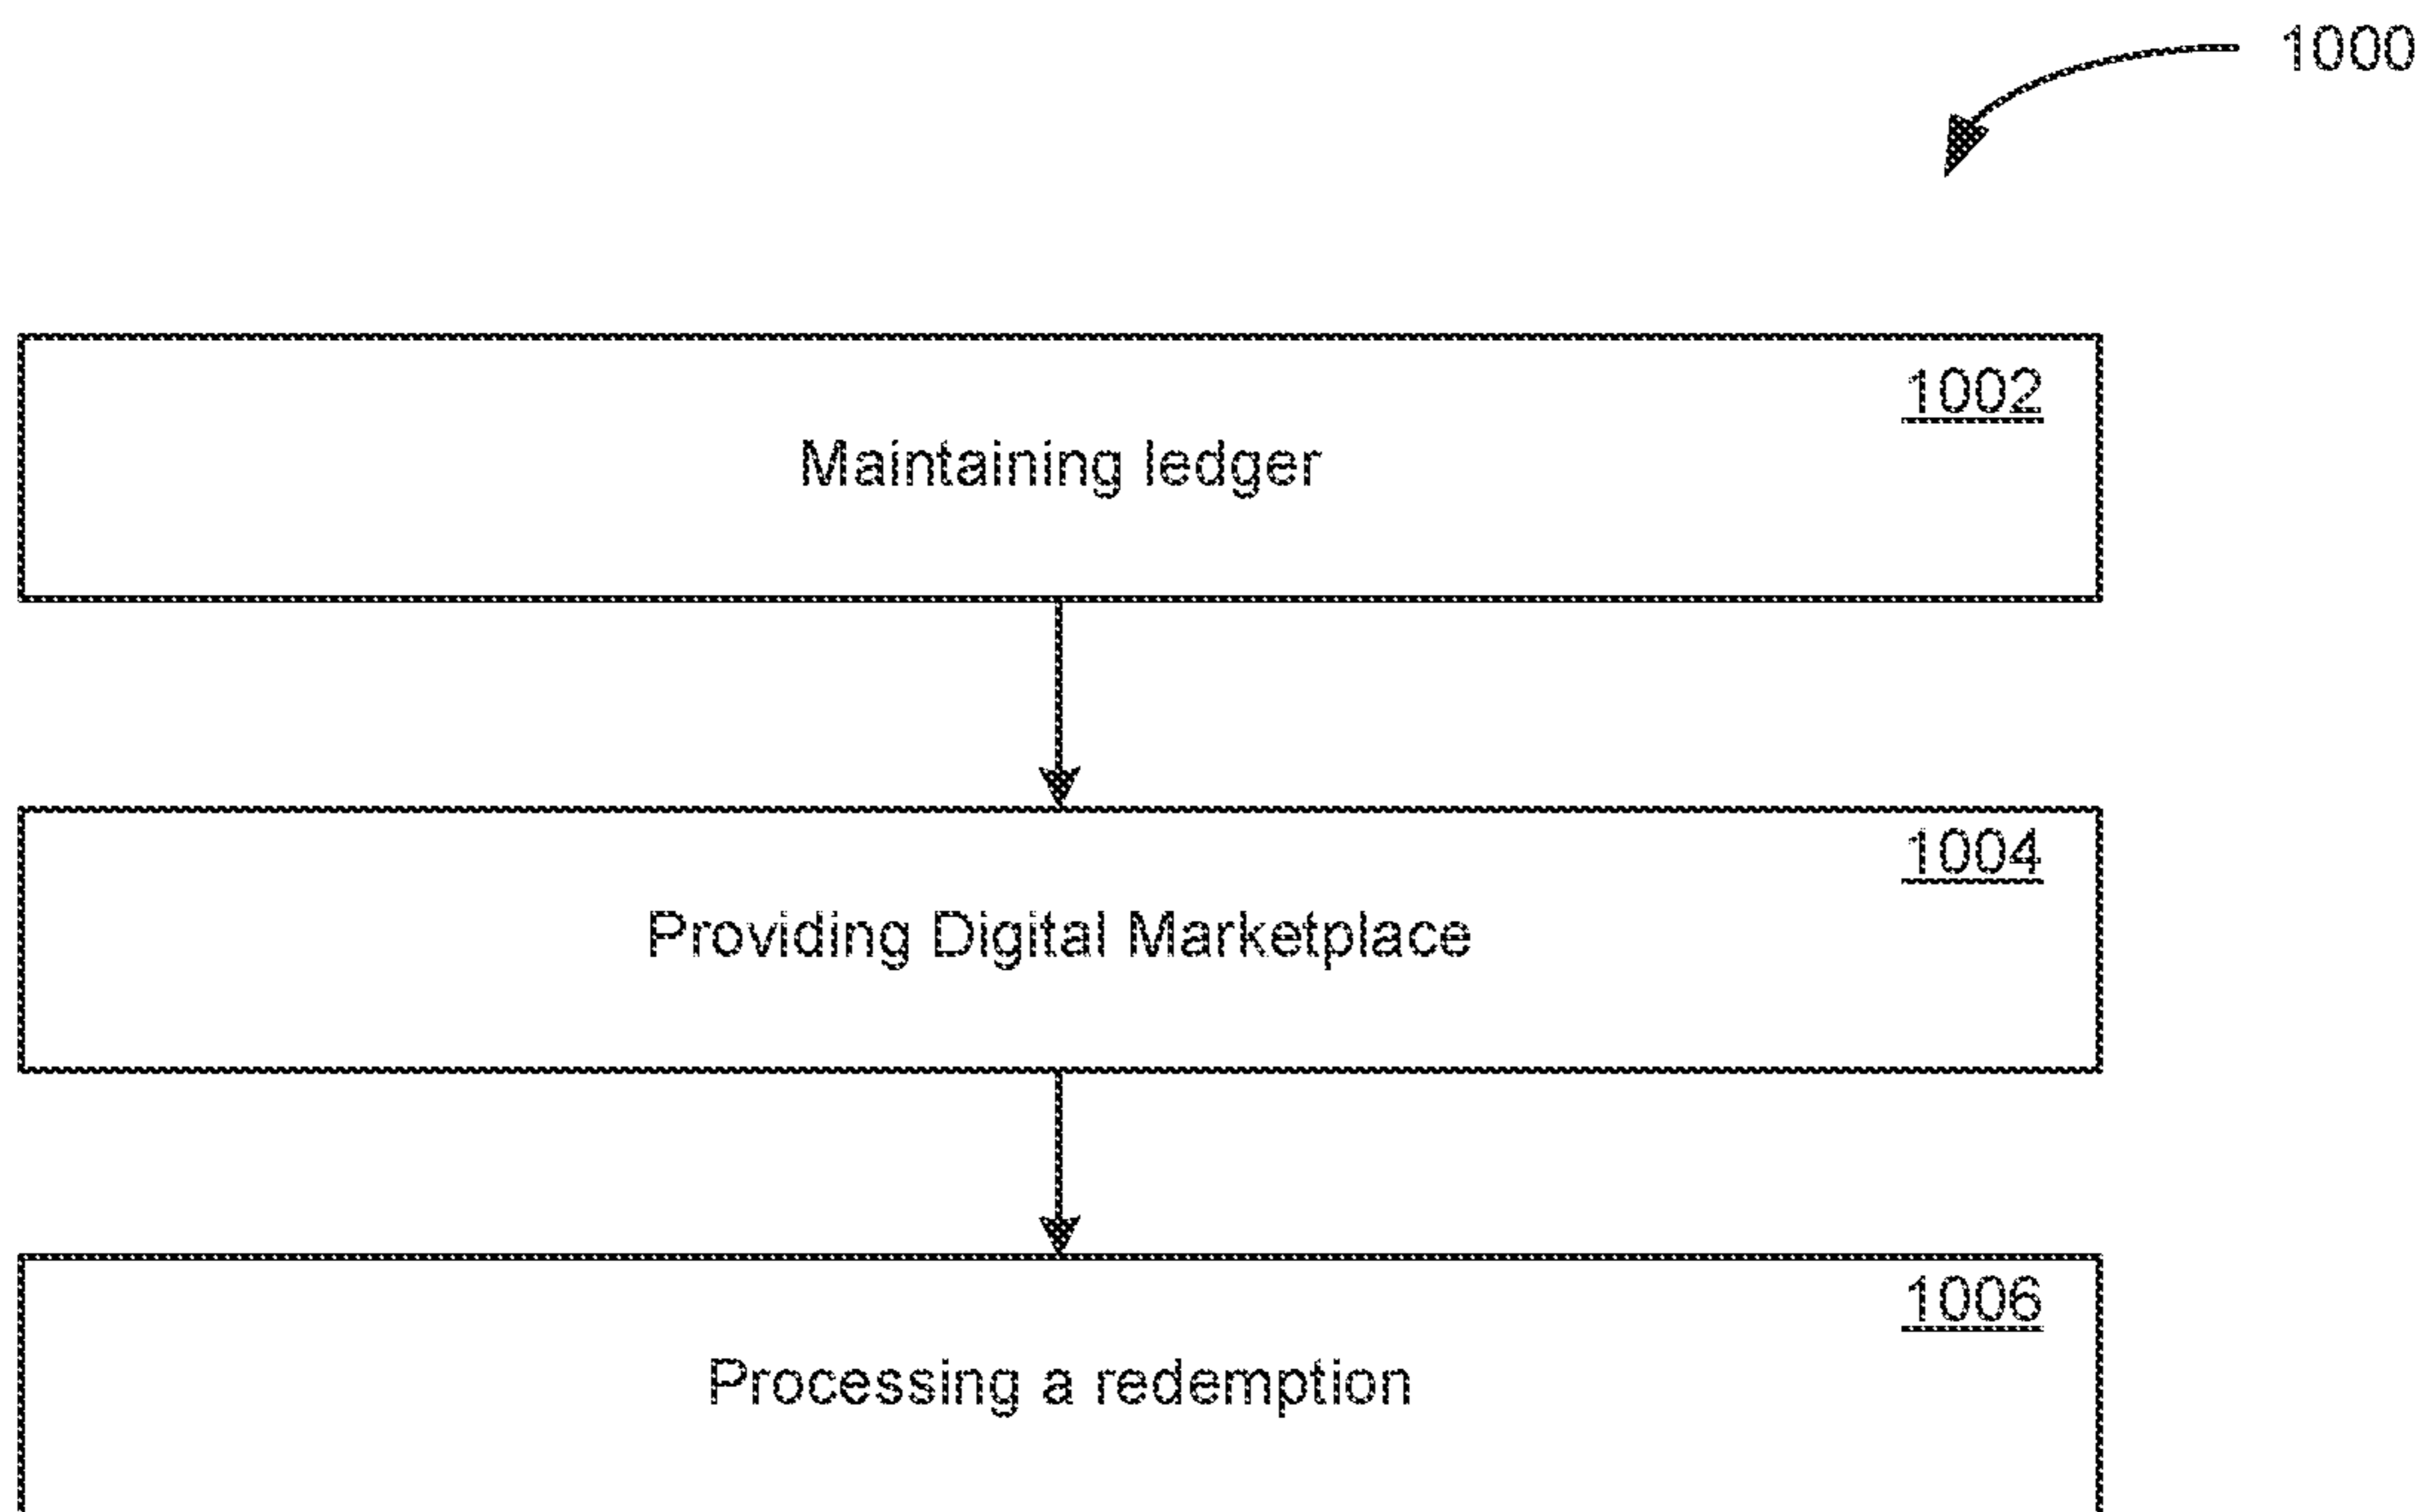 1000
1002
Maintaining ledger
1004
Providing Digital Marketplace
1006
Processing a redemption